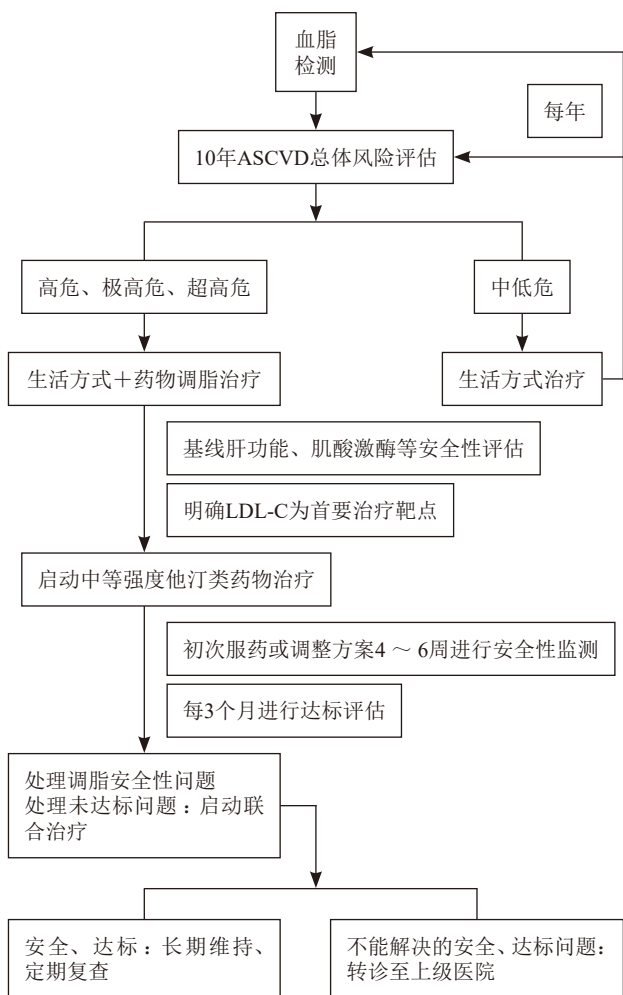 血脂
检测
每年
10年ASCVD总体风险评估
高危、极高危、超高危
中低危
生活方式＋药物调脂治疗
生活方式治疗
基线肝功能、肌酸激酶等安全性评估
明确LDL-C为首要治疗靶点
启动中等强度他汀类药物治疗
初次服药或调整方案4 ～ 6周进行安全性监测
每3个月进行达标评估
处理调脂安全性问题
处理未达标问题：启动联
合治疗
安全、达标：长期维持、
定期复查
不能解决的安全、达标问题：
转诊至上级医院